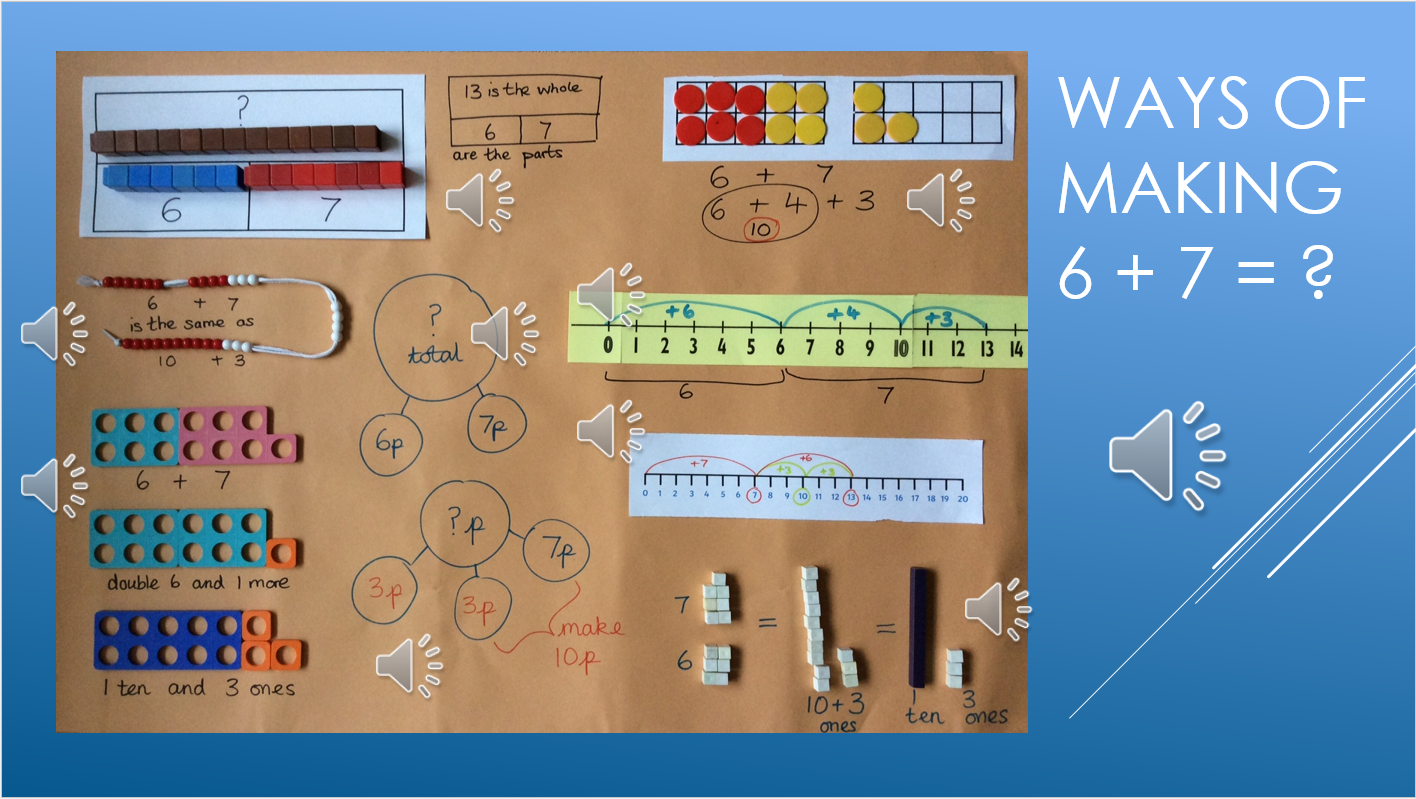 WAYS OF
MAKING
6 + 7 = ?
?
6 7
13 is the whole
6 7
are the parts
6 + 7
6 + 4 + 3
10
6 + 7
is the same as
10 + 3
?
total
6p
7p
+6 +4 +3
0 1 2 3 4 5 6 7 8 9 10 11 12 13 14
6 7
6 + 7
double 6 and 1 more
1 ten and 3 ones
?p
7p
3p
3p
make
10p
+7 +6
+3 +3
0 1 2 3 4 5 6 7 8 9 10 11 12 13 14 15 16 17 18 19 20
7 = =
6
10+3
ones
1
ten
3
ones